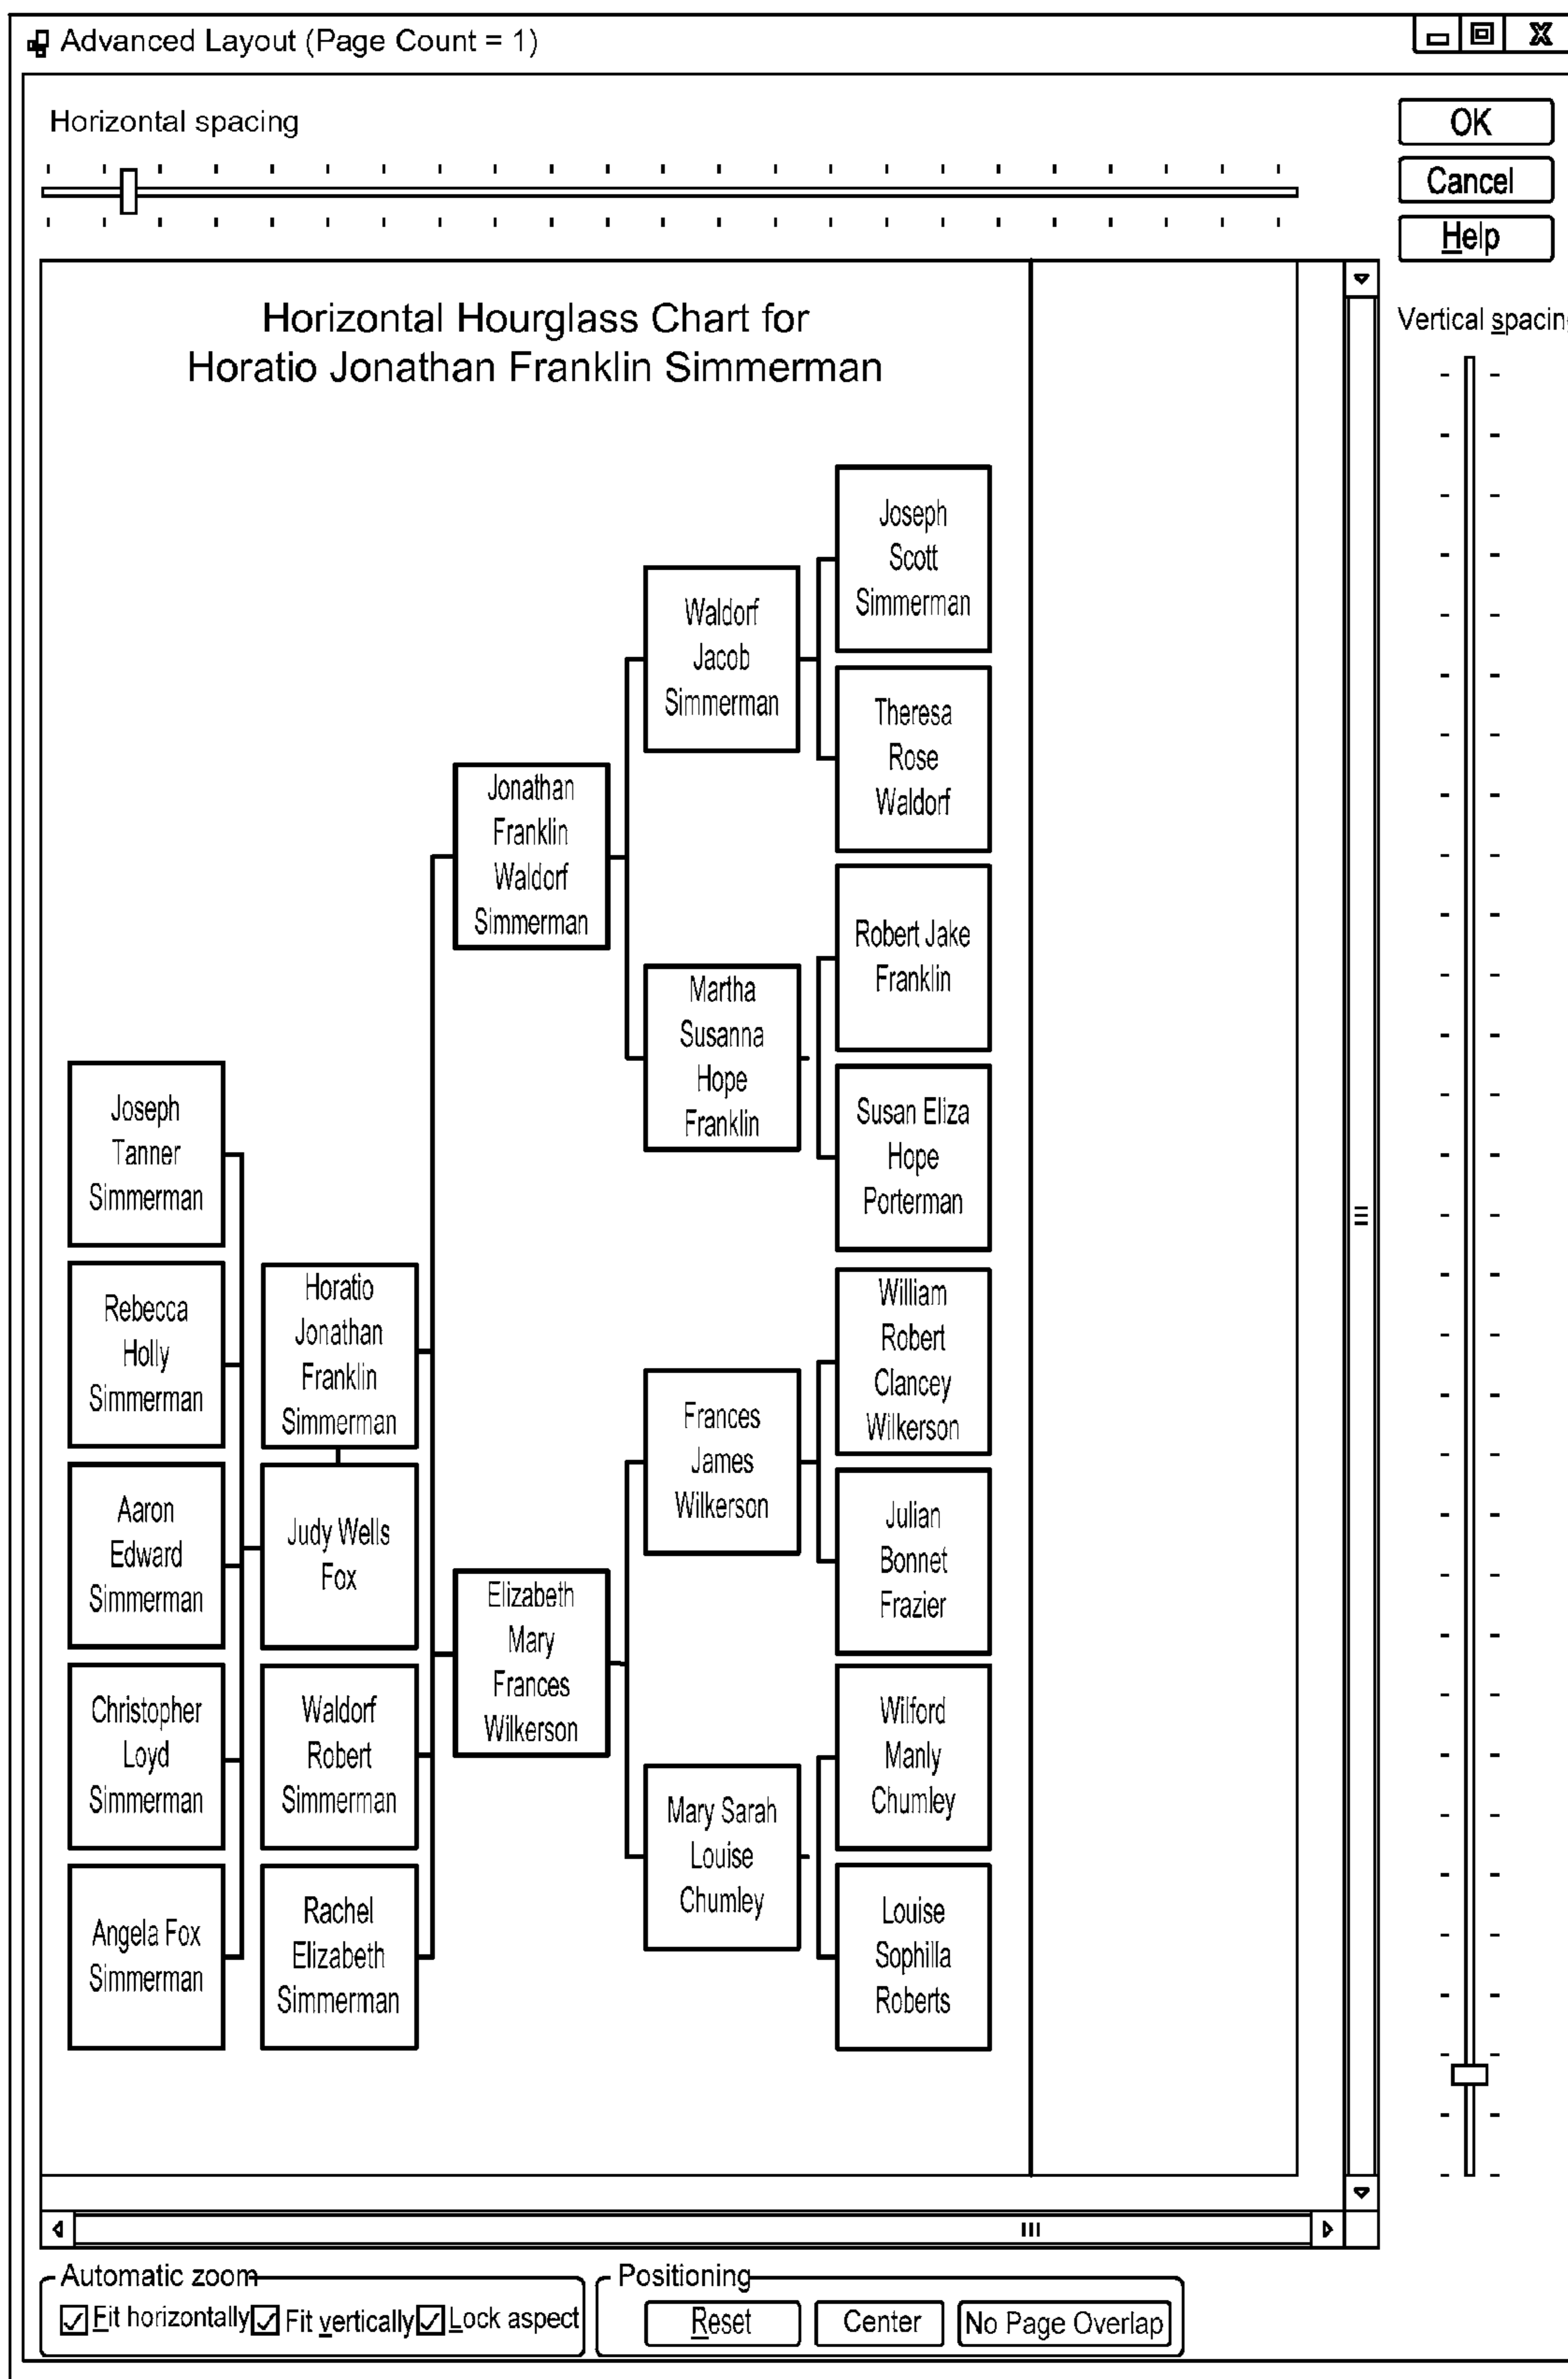 Advanced Layout (Page Count = 1)
Horizontal spacing
OK
Cancel
Help
Vertical spacin
Horizontal Hourglass Chart for
Horatio Jonathan Franklin Simmerman
Joseph
Tanner
Simmerman
Rebecca
Holly
Simmerman
Aaron
Edward
Simmerman
Christopher
Loyd
Simmerman
Angela Fox
Simmerman
Horatio
Jonathan
Franklin
Simmerman
Judy Wells
Fox
Waldorf
Robert
Simmerman
Rachel
Elizabeth
Simmerman
Jonathan
Franklin
Waldorf
Simmerman
Elizabeth
Mary
Frances
Wilkerson
Waldorf
Jacob
Simmerman
Martha
Susanna
Hope
Franklin
Frances
James
Wilkerson
Mary Sarah
Louise
Chumley
Joseph
Scott
Simmerman
Theresa
Rose
Waldorf
Robert Jake
Franklin
Susan Eliza
Hope
Porterman
William
Robert
Clancey
Wilkerson
Julian
Bonnet
Frazier
Wilford
Manly
Chumley
Louise
Sophilla
Roberts
Automatic zoom
Fit horizontally
Fit vertically
Lock aspect
Positioning
Reset
Center
No Page Overlap